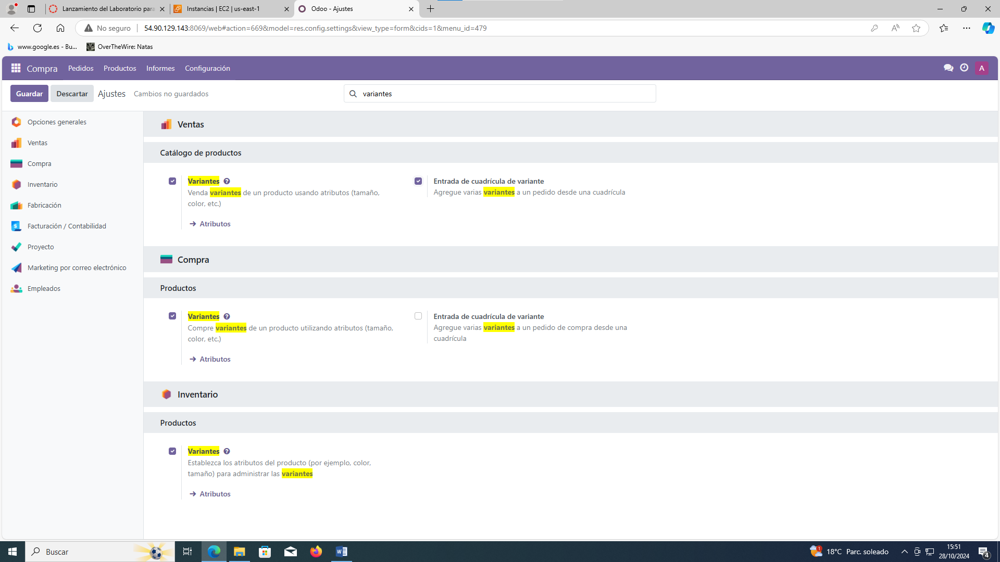 Lanzamiento del Laboratorio para
Instancias | EC2 | us-east-1
Odoo - Ajustes
No seguro
54.90.129.143:8069/web#action=669&model=res.config.settings&view_type=form&cids=1&menu_id=479
www.google.es - Bu...
OverTheWire: Natas
Compra
Pedidos
Productos
Informes
Configuración
A
Guardar
Descartar
Ajustes
Cambios no guardados
variantes
Opciones generales
Ventas
Compra
Inventario
Fabricación
Facturación / Contabilidad
Proyecto
Marketing por correo electrónico
Empleados
Ventas
Catálogo de productos
Variantes
Venda variantes de un producto usando atributos (tamaño,
color, etc.)
Atributos
Entrada de cuadrícula de variante
Agregue varias variantes a un pedido desde una cuadrícula
Compra
Productos
Variantes
Compre variantes de un producto utilizando atributos (tamaño,
color, etc.)
Atributos
Entrada de cuadrícula de variante
Agregue varias variantes a un pedido de compra desde una
cuadrícula
Inventario
Productos
Variantes
Establezca los atributos del producto (por ejemplo, color,
tamaño) para administrar las variantes
Atributos
Buscar
1
18°C Parc. soleado
15:51
28/10/2024
4